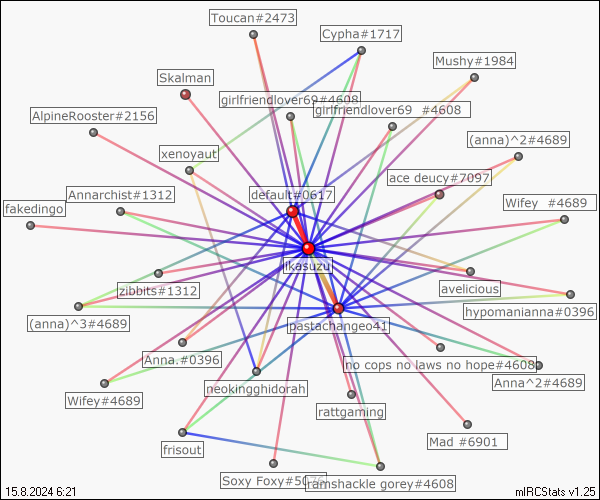 Toucan#2473
Cypha#1717
Mushy#1984
Skalman
girlfriendlover69#4608
girlfriendlover69 #4608
AlpineRooster#2156
(anna)^2#4689
xenoyaut
ace deucy#7097
Annarchist#1312
default#0617
Wifey #4689
fakedingo
ikasuzu
zibbits#1312
avelicious
hypomanianna#0396
(anna)^3#4689
pastachangeo41
Anna.#0396
no cops no laws no hope#4608
neokingghidorah
Anna^2#4689
Wifey#4689
rattgaming
frisout
Mad #6901
Soxy Foxy#5076
ramshackle gorey#4608
15.8.2024 6:21
mIRCStats v1.25